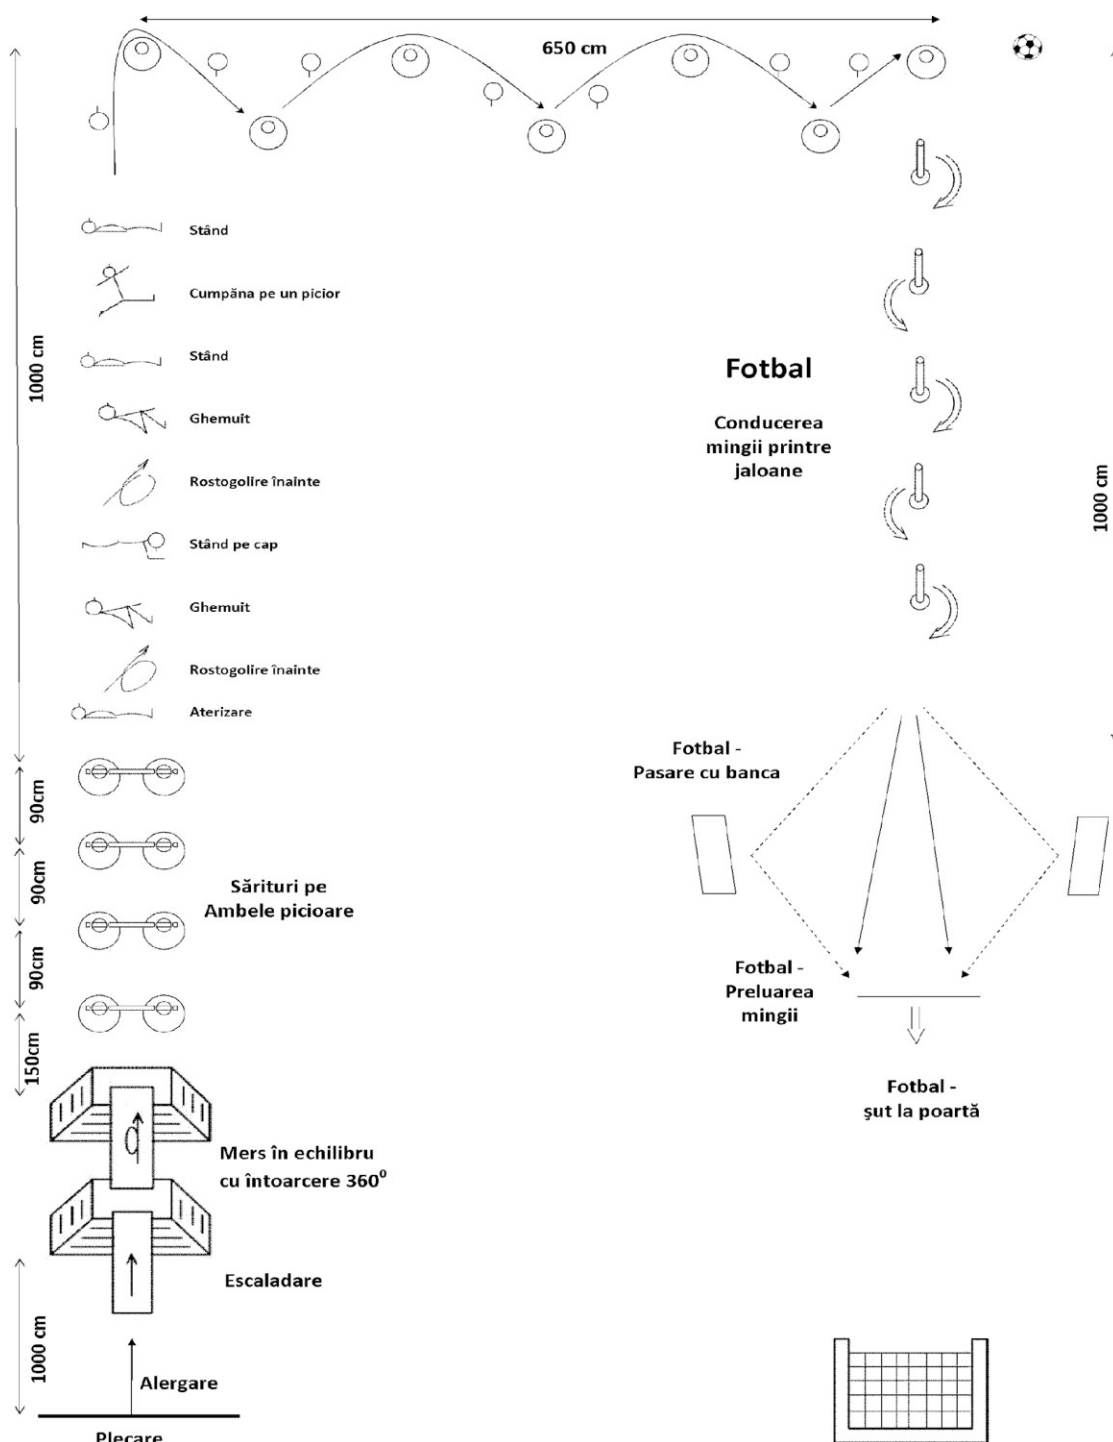 650 cm
1000 cm
Stând
Cumpăna pe un picior
Stând
Ghemuit
Rostogolire înainte
Stând pe cap
Ghemuit
Rostogolire înainte
Aterizare
90cm
90cm
90cm
150cm
Sărituri pe
Ambele picioare
Mers în echilibru
cu întoarcere 360⁰
Escaladare
1000 cm
Alergare
Plecare
Fotbal
Conducerea
mingii printre
jaloane
1000 cm
Fotbal -
Pasare cu banca
Fotbal -
Preluarea
mingii
Fotbal -
şut la poartă